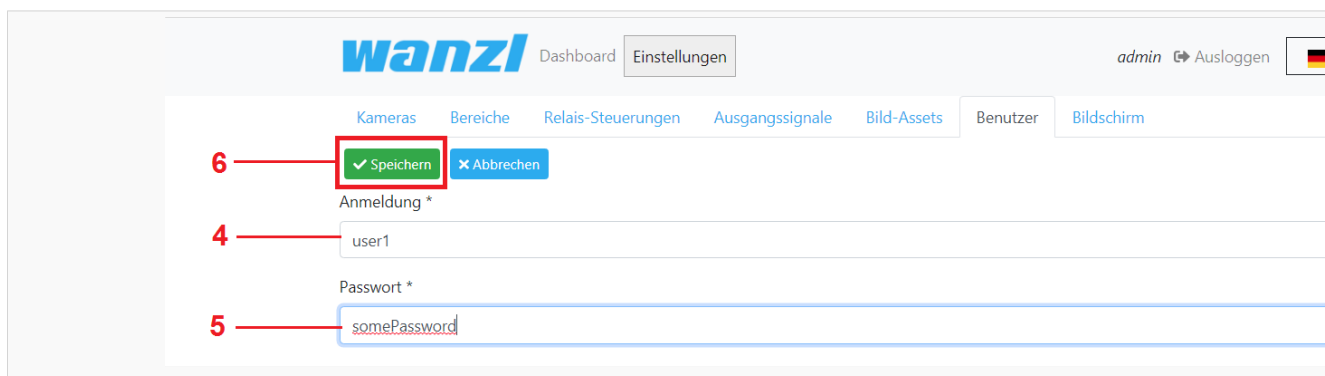 wanzl Dashboard Einstellungen admin Ausloggen
Kameras Bereiche Relais-Steuerungen Ausgangssignale Bild-Assets Benutzer Bildschirm
6 Speichern Abbrechen
Anmeldung *
4 user1
Passwort *
5 somePassword